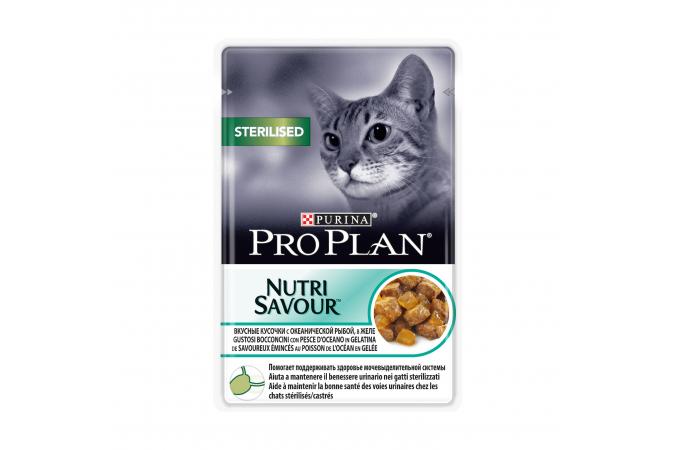 STERILISED
PURINA®
PRO PLAN®
NUTRI
SAVOUR™
ВКУСНЫЕ КУСОЧКИ С ОКЕАНИЧЕСКОЙ РЫБОЙ, В ЖЕЛЕ
GUSTOSI BOCCONCINI CON PESCE D'OCEANO IN GELATINA
DE SAVOUREUX ÉMINCÉS AU POISSON DE L'OCÉAN EN GELÉE
Помогает поддерживать здоровье мочевыделительной системы
Aiuta a mantenere il benessere urinario nei gatti sterilizzati
Aide à maintenir la bonne santé des voies urinaires chez les
chats stérilisés/castrés